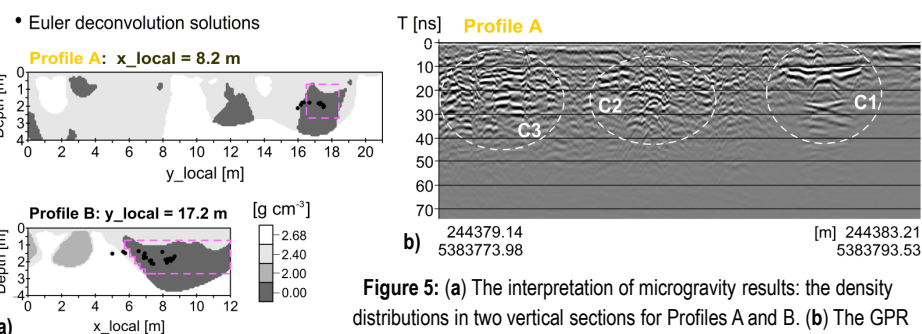 • Euler deconvolution solutions
Profile A: x_local = 8.2 m
0
1
2
3
4
0 2 4 6 8 10 12 14 16 18 20
y_local [m]
Profile B: y_local = 17.2 m
Depth [m]
0
1
2
3
4
0 2 4 6 8 10 12
x_local [m]
[g cm-3]
2.68
2.40
2.00
0.00
T [ns] Profile A
0
10
20
30
40
50
60
70
C3
C2
C1
b)
244379.14 [m] 244383.21
5383773.98 5383793.53
Figure 5: (a) The interpretation of microgravity results: the density
distributions in two vertical sections for Profiles A and B. (b) The GPR